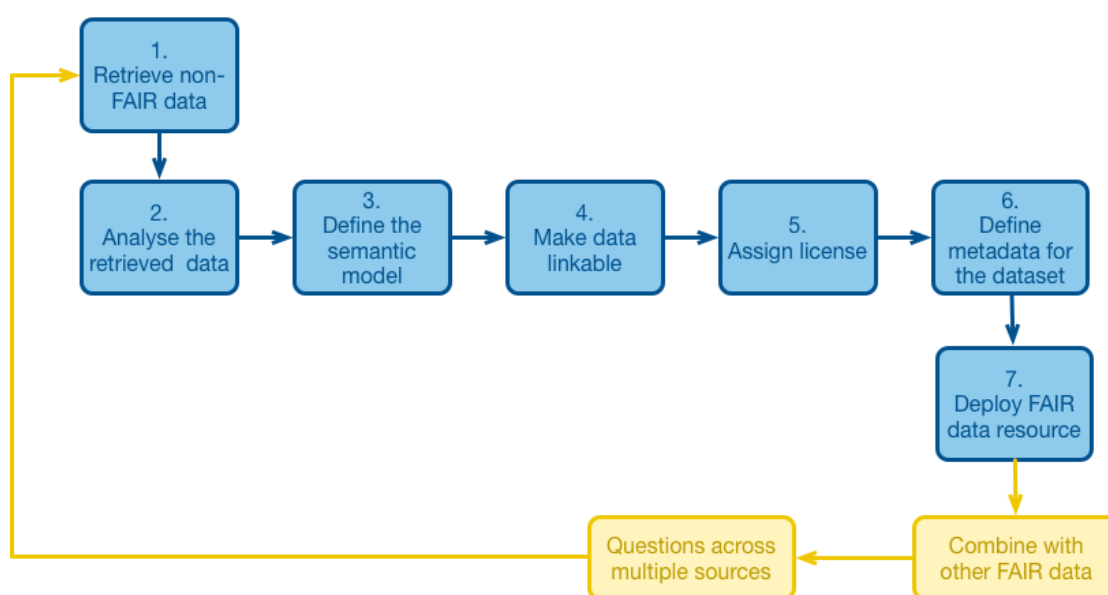 1.
Retrieve non-
FAIR data
2.
Analyse the
retrieved data
3.
Define the
semantic
model
4.
Make data
linkable
5.
Assign license
6.
Define
metadata for
the dataset
7.
Deploy FAIR
data resource
Combine with
other FAIR data
Questions across
multiple sources